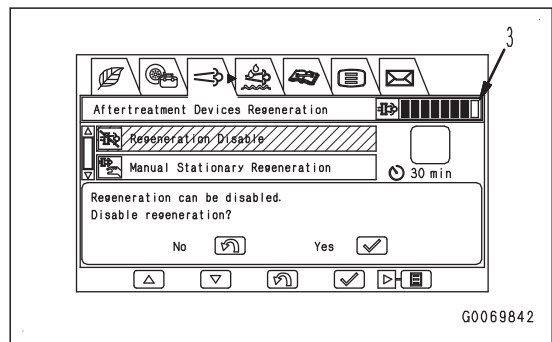 3
Aftertreatment Devices Regeneration
Regeneration Disable
Manual Stationary Regeneration
30 min
Regeneration can be disabled.
Disable regeneration?
No Yes
G0069842